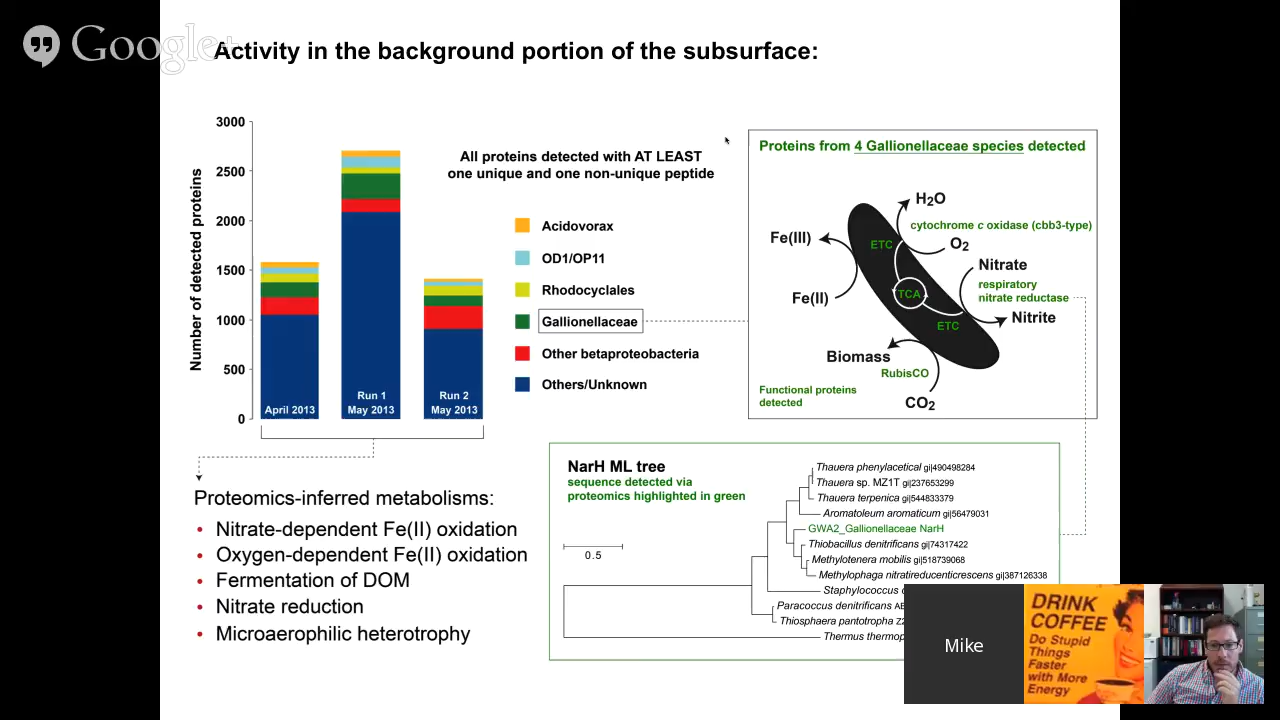 Google+
Activity in the background portion of the subsurface:
3000
2500
2000
1500
1000
500
0
Number of detected proteins
April 2013
Run 1
May 2013
Run 2
May 2013
All proteins detected with AT LEAST
one unique and one non-unique peptide
Acidovorax
OD1/OP11
Rhodocyclales
Gallionellaceae
Other betaproteobacteria
Others/Unknown
Proteins from 4 Gallionellaceae species detected
H2O
cytochrome c oxidase (cbb3-type)
Fe(III)
ETC
O2
Nitrate
respiratory
nitrate reductase
TCA
Fe(II)
Nitrite
ETC
Biomass
RubisCO
Functional proteins
detected
CO2
Proteomics-inferred metabolisms:
• Nitrate-dependent Fe(II) oxidation
• Oxygen-dependent Fe(II) oxidation
• Fermentation of DOM
• Nitrate reduction
• Microaerophilic heterotrophy
NarH ML tree
sequence detected via
proteomics highlighted in green
0.5
Thauera phenylacetical gi|490498284
Thauera sp. MZ1T gi|237653299
Thauera terpenica gi|544833379
Aromatoleum aromaticum gi|56479031
GWA2_Gallionellaceae NarH
Thiobacillus denitrificans gi|74317422
Methylotenera mobilis gi|518739068
Methylophaga nitratireducenticrescens gi|387126338
Staphylococcus
Paracoccus denitrificans
Thiosphaera pantotropha
Thermus
Mike
DRINK
COFFEE
Do Stupid
Things
Faster
with More
Energy